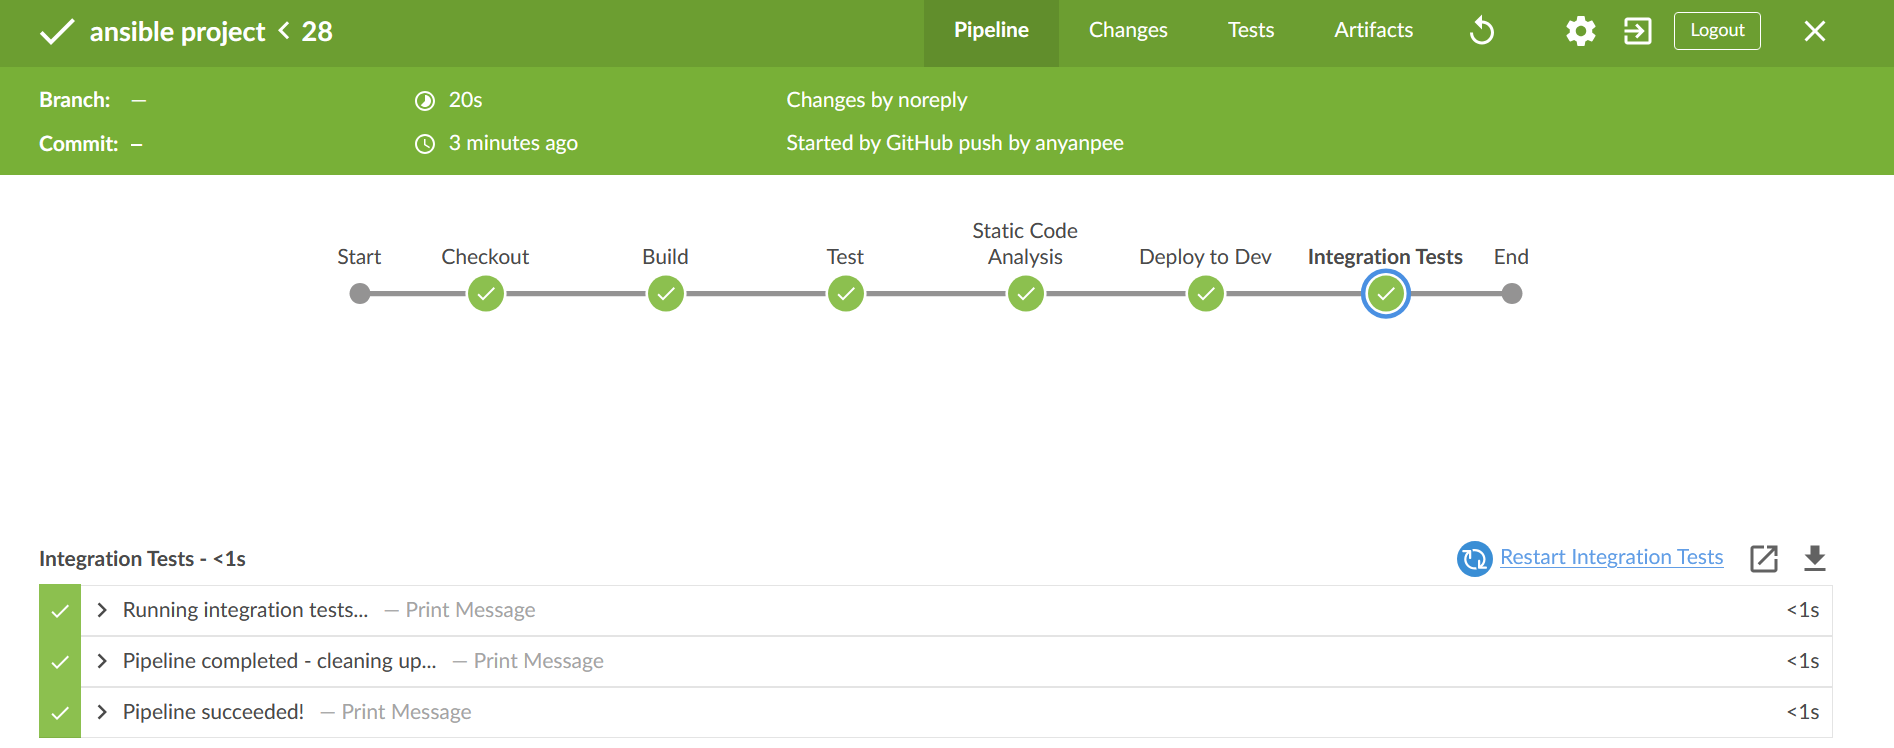 ansible project < 28
Pipeline Changes Tests Artifacts Logout
Branch: — 20s Changes by noreply
Commit: – 3 minutes ago Started by GitHub push by anyanpee
Static Code
Start Checkout Build Test Analysis Deploy to Dev Integration Tests End
Integration Tests - <1s Restart Integration Tests
Running integration tests... — Print Message <1s
Pipeline completed - cleaning up... — Print Message <1s
Pipeline succeeded! — Print Message <1s